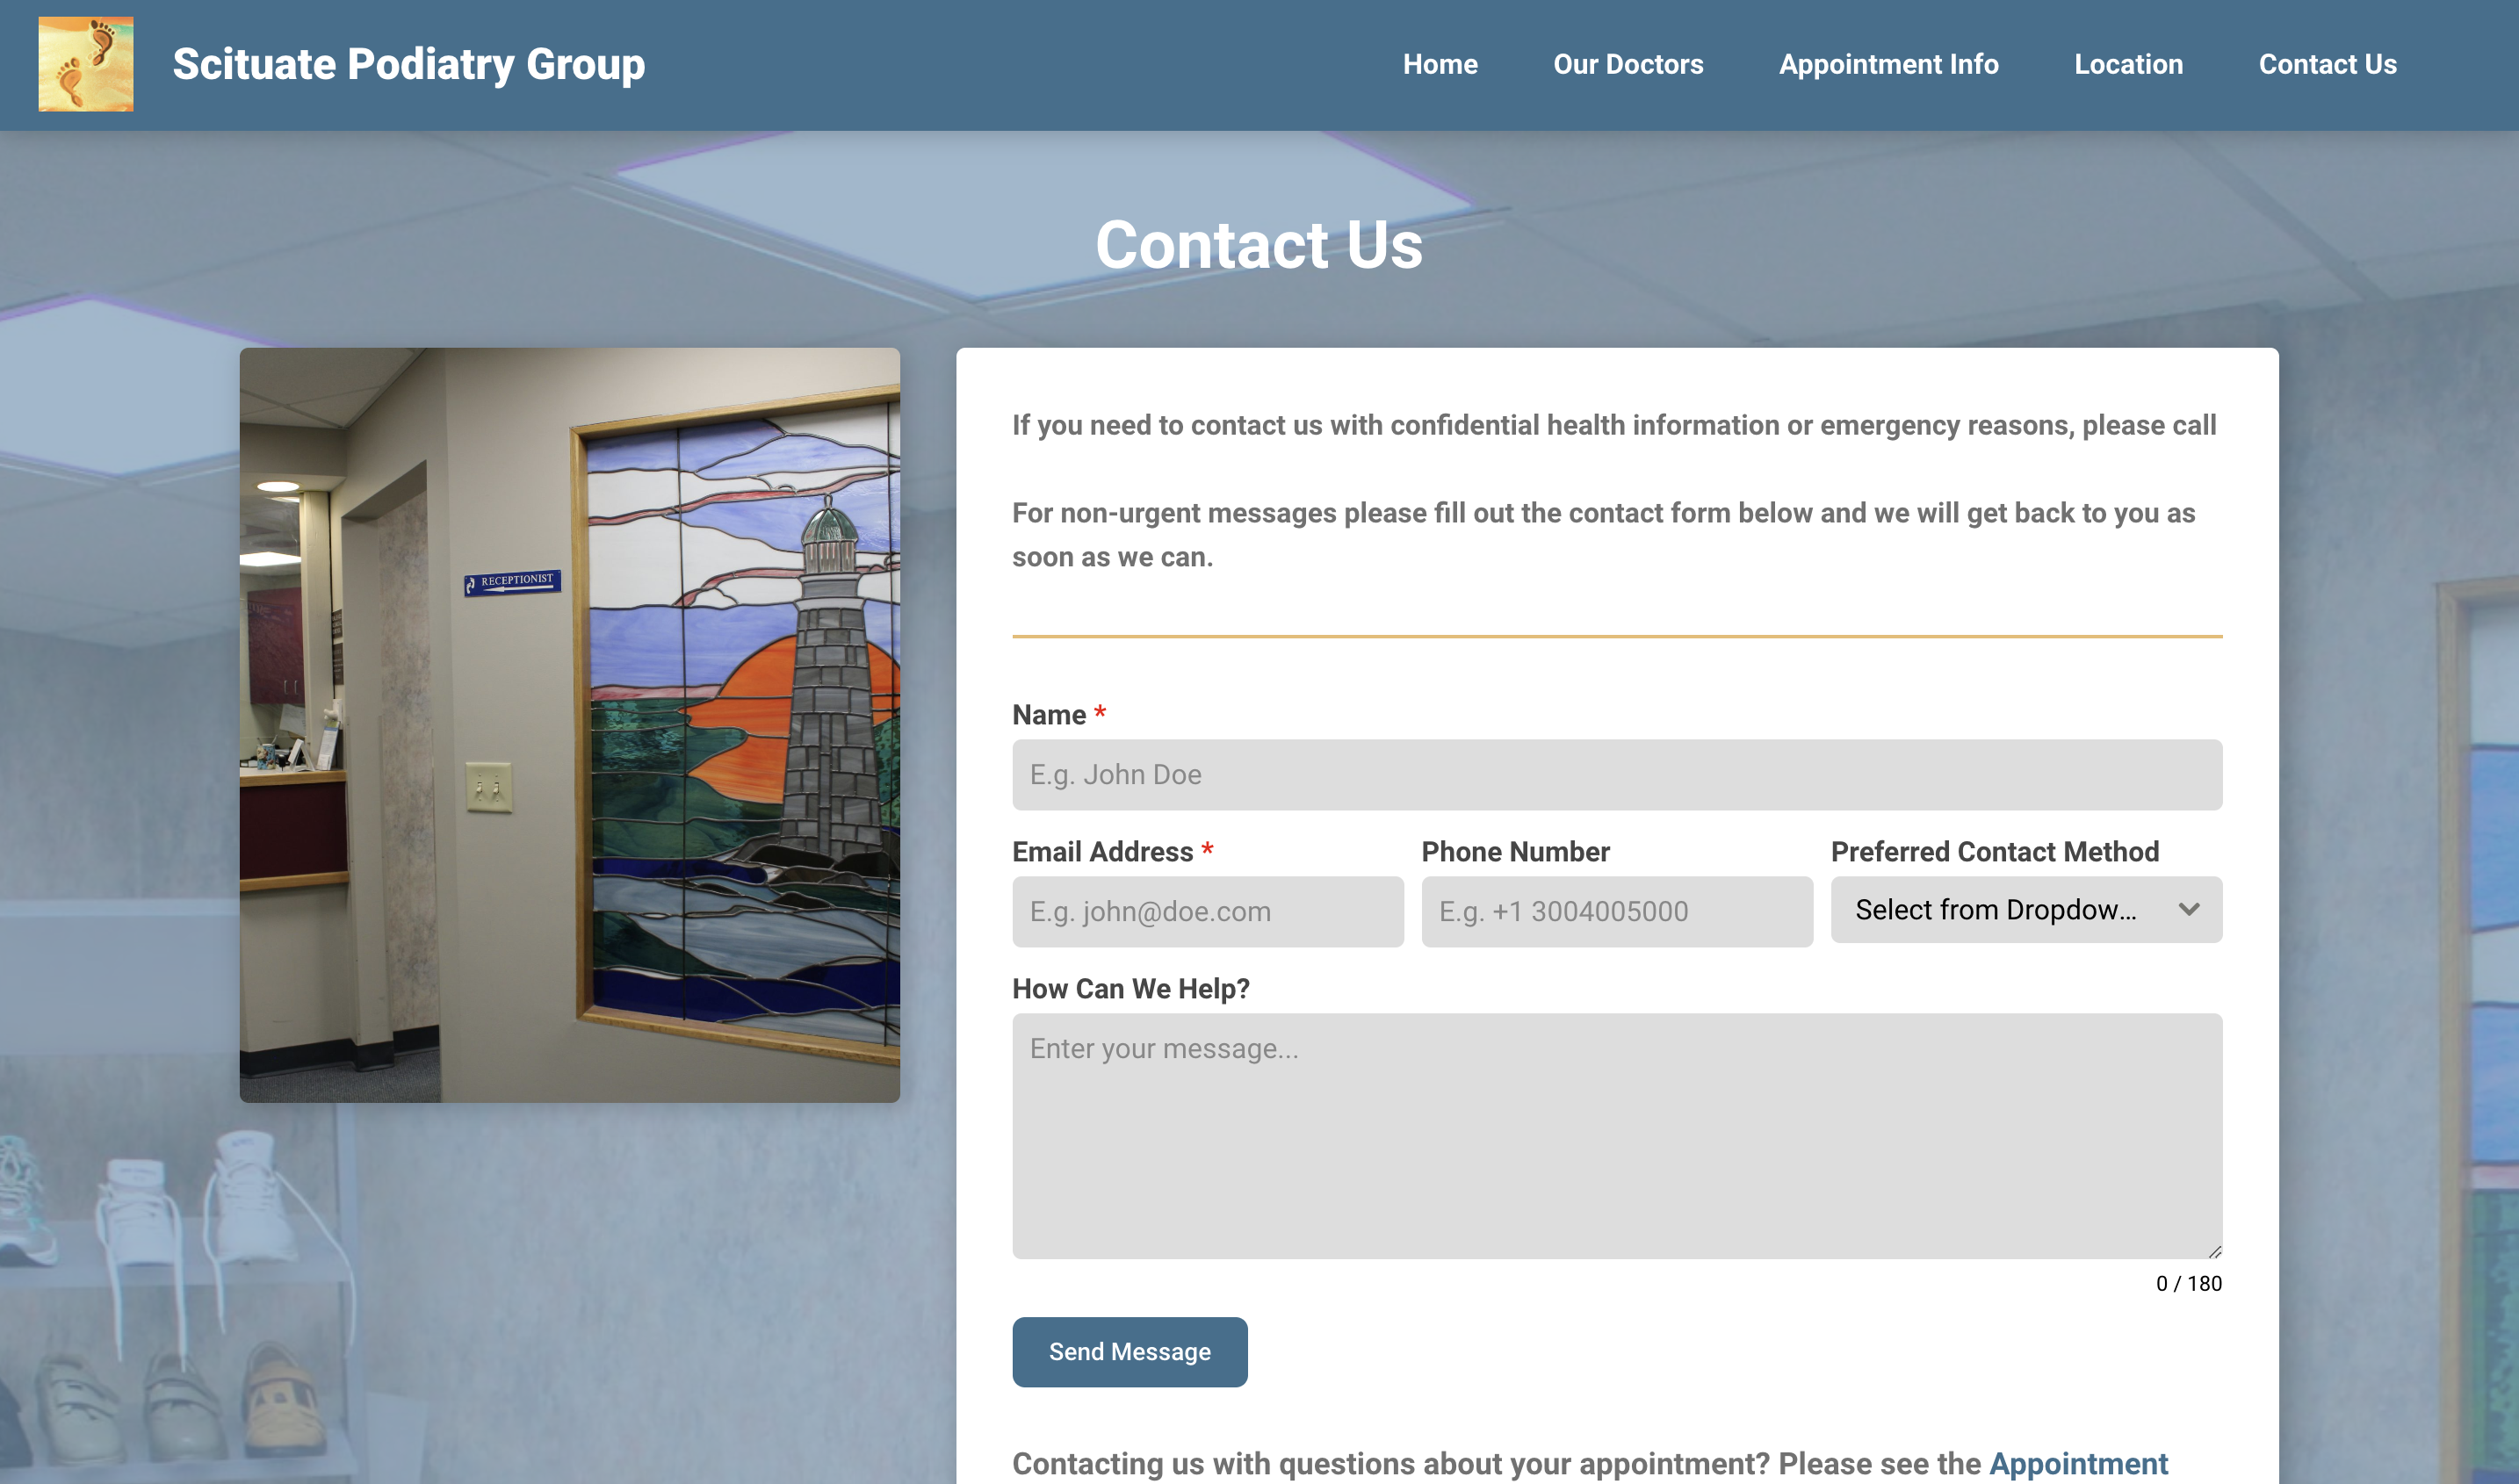 Scituate Podiatry Group
Home
Our Doctors
Appointment Info
Location
Contact Us
Contact Us
RECEPTIONIST
If you need to contact us with confidential health information or emergency reasons, please call
For non-urgent messages please fill out the contact form below and we will get back to you as
soon as we can.
Name *
E.g. John Doe
Email Address *
E.g. john@doe.com
Phone Number
E.g. +1 3004005000
Preferred Contact Method
Select from Dropdow...
How Can We Help?
Enter your message...
0 / 180
Send Message
Contacting us with questions about your appointment? Please see the Appointment